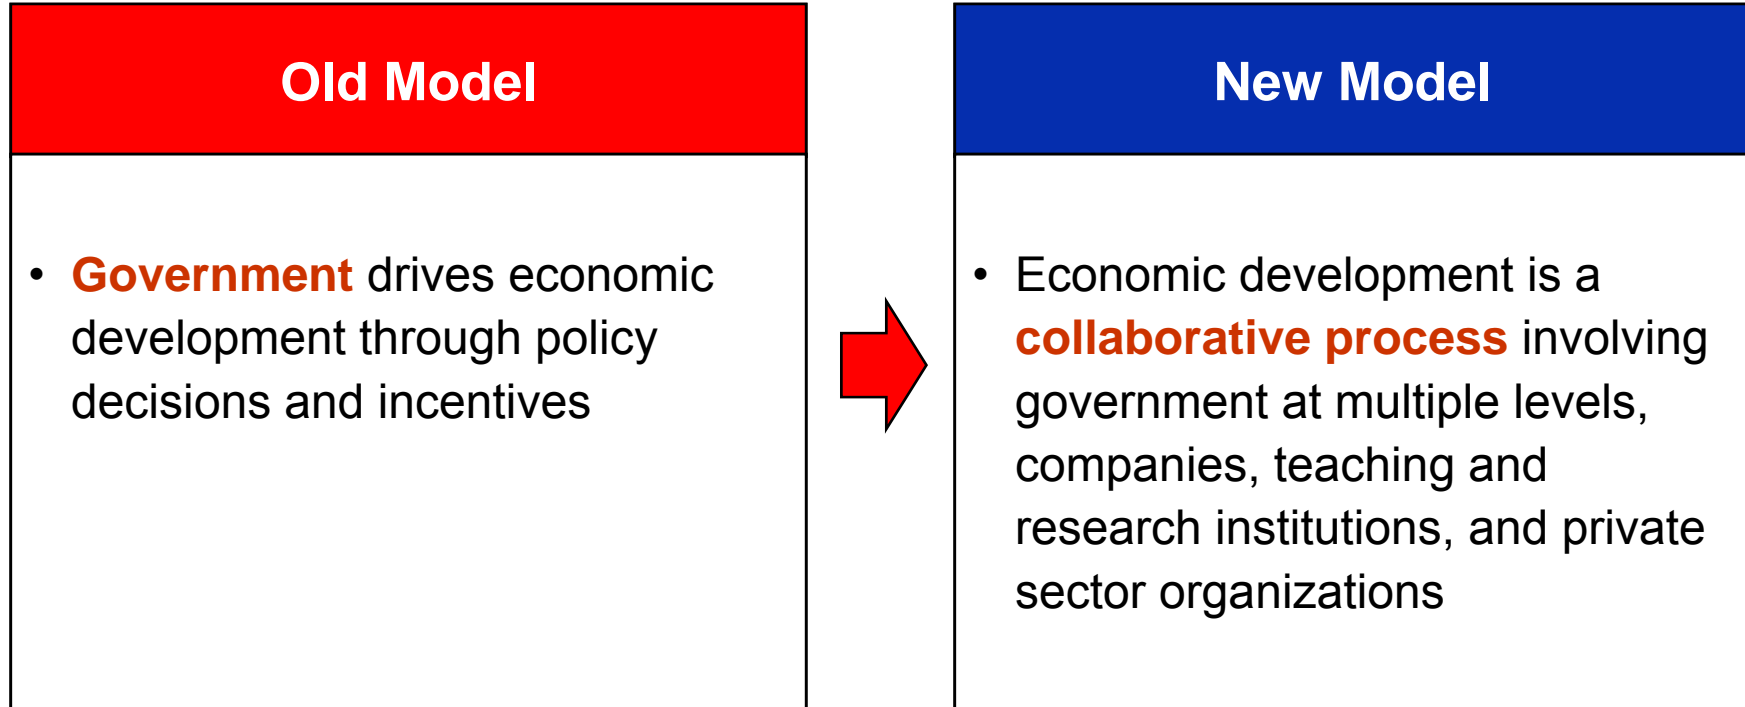 Old Model
• Government drives economic
development through policy
decisions and incentives
New Model
• Economic development is a
collaborative process involving
government at multiple levels,
companies, teaching and
research institutions, and private
sector organizations